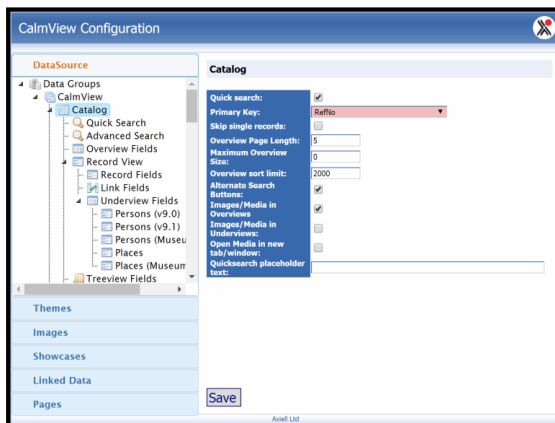 CalmView Configuration
DataSource
Data Groups
CalmView
Catalog
Quick Search
Advanced Search
Overview Fields
Record View
Record Fields
Link Fields
Underview Fields
Persons (v9.0)
Persons (v9.1)
Persons (Museu
Places
Places (Museum
Treeview Fields
Themes
Images
Showcases
Linked Data
Pages
Catalog
Quick search:
Primary Key: RefNo
Skip single records:
Overview Page Length: 5
Maximum Overview
Size: 0
Overview sort limit: 2000
Alternate Search
Buttons:
Images/Media in
Overviews
Images/Media in
Underviews:
Open Media in new
tab/window:
Quicksearch placeholder
text:
Save
Axiell Ltd